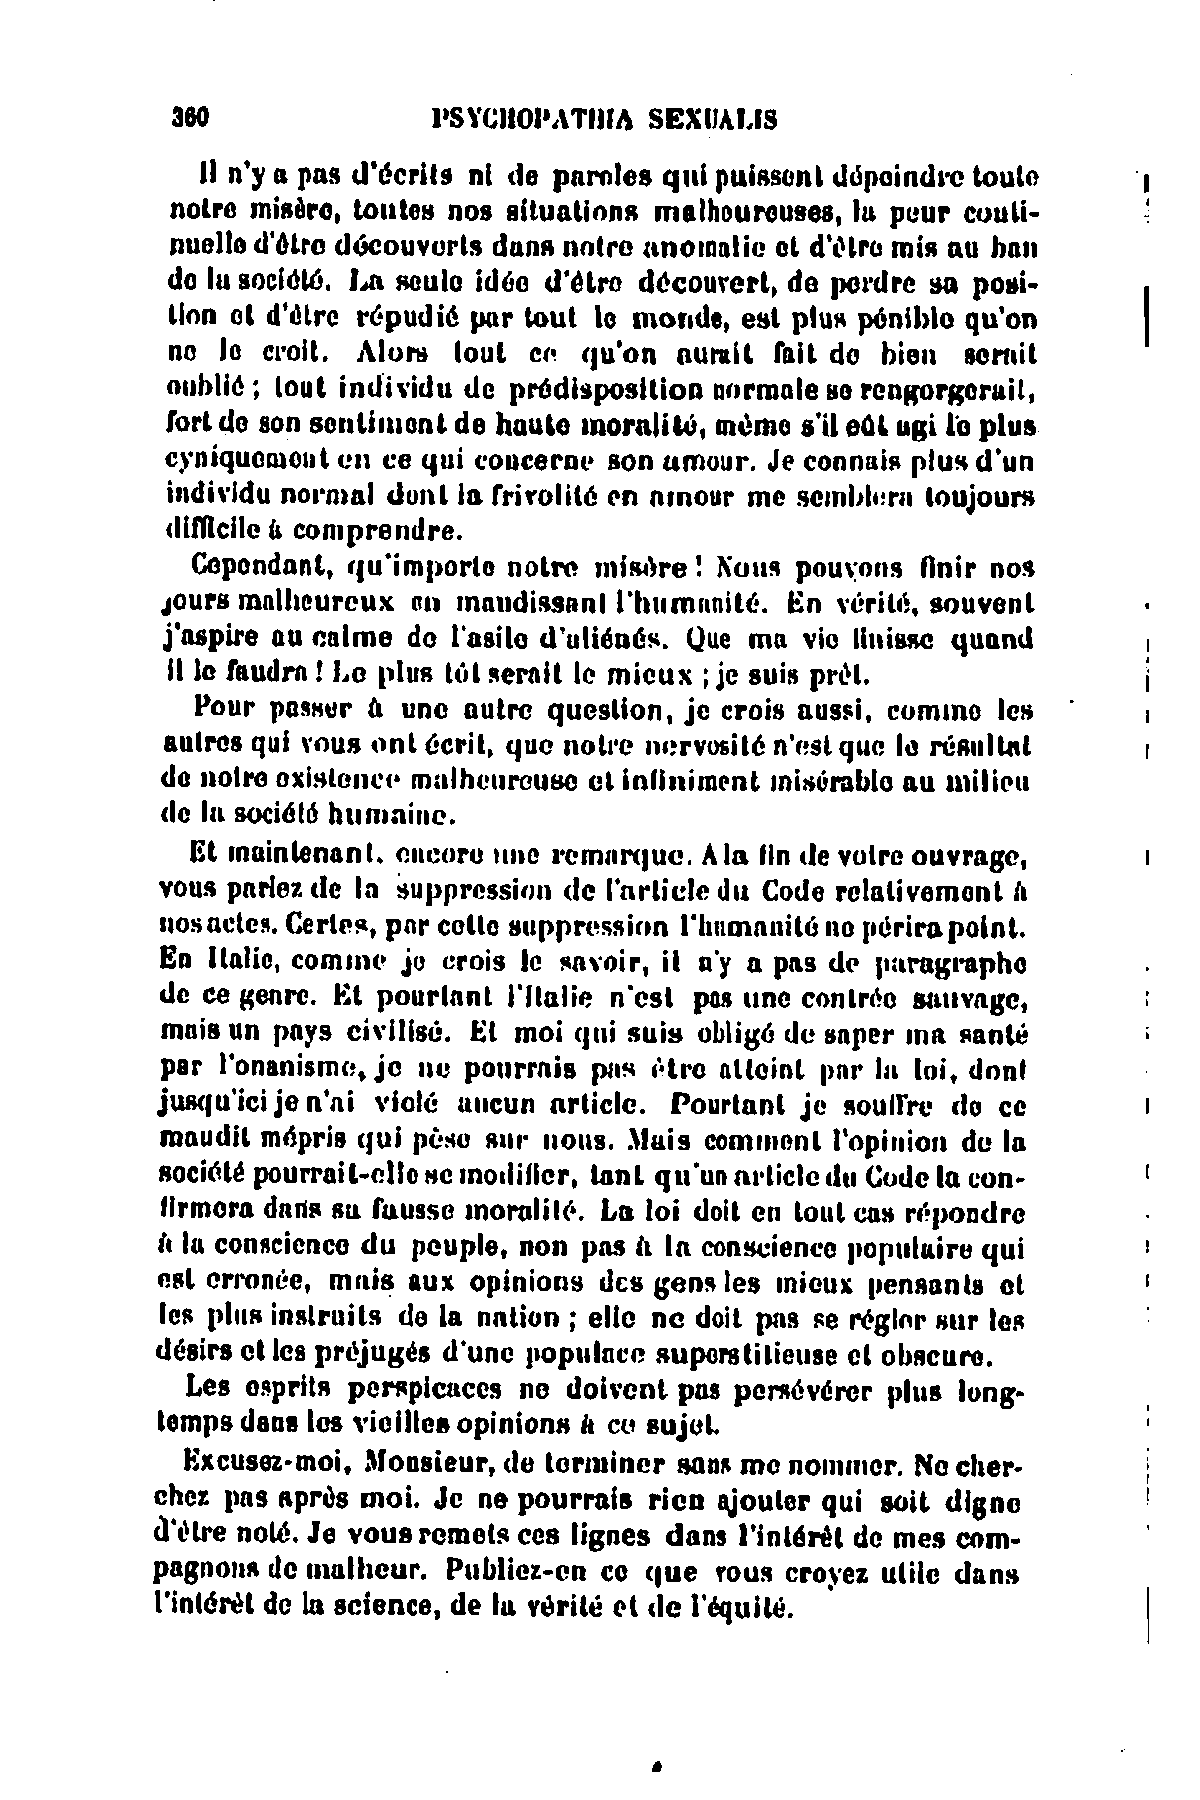 360 PSYCHOPATHIA SEXUALIS
Il n'y a pas d'écrits ni de paroles qui puissent dépeindre toute
notre misère, toutes nos situations malheureuses, la peur conti-
nuelle d'être découverts dans notre anomalie et d'être mis au ban
de la société. La seule idée d'être découvert, de perdre sa posi-
tion et d'être répudié par tout le monde, est plus pénible qu'on
ne le croit. Alors tout ce qu'on aurait fait de bien serait
oublié ; tout individu de prédisposition normale se rengorgerait,
fort de son sentiment de haute moralité, même s'il eût agi le plus
cyniquement en ce qui concerne son amour. Je connais plus d'un
individu normal dont la frivolité en amour me semblera toujours
difficile à comprendre.
Cependant, qu'importe notre misère ! Nous pouvons finir nos
jours malheureux en maudissant l'humanité. En vérité, souvent
j'aspire au calme de l'asile d'aliénés. Que ma vie finisse quand
il le faudra ! Le plus tôt serait le mieux ; je suis prêt.
Pour passer à une autre question, je crois aussi, comme les
autres qui vous ont écrit, que notre nervosité n'est que le résultat
de notre existence malheureuse et infiniment misérable au milieu
de la société humaine.
Et maintenant, encore une remarque. A la fin de votre ouvrage,
vous parlez de la suppression de l'article du Code relativement à
nos actes. Certes, par cette suppression l'humanité ne périra point.
En Italie, comme je crois le savoir, il n'y a pas de paragraphe
de ce genre. Et pourtant l'Italie n'est pas une contrée sauvage,
mais un pays civilisé. Et moi qui suis obligé de saper ma santé
par l'onanisme, je ne pourrais pas être atteint par la loi, dont
jusqu'ici je n'ai violé aucun article. Pourtant je souffre de ce
maudit mépris qui pèse sur nous. Mais comment l'opinion de la
société pourrait-elle se modifier, tant qu'un article du Code la con-
firmera dans sa fausse moralité. La loi doit en tout cas répondre
à la conscience du peuple, non pas à la conscience populaire qui
est erronée, mais aux opinions des gens les mieux pensants et
les plus instruits de la nation ; elle ne doit pas se régler sur les
désirs et les préjugés d'une populace superstitieuse et obscure.
Les esprits perspicaces ne doivent pas persévérer plus long-
temps dans les vieilles opinions à ce sujet.
Excusez-moi, Monsieur, de terminer sans me nommer. Ne cher-
chez pas après moi. Je ne pourrais rien ajouter qui soit digne
d'être noté. Je vous remets ces lignes dans l'intérêt de mes com-
pagnons de malheur. Publiez-en ce que vous croyez utile dans
l'intérêt de la science, de la vérité et de l'équité.